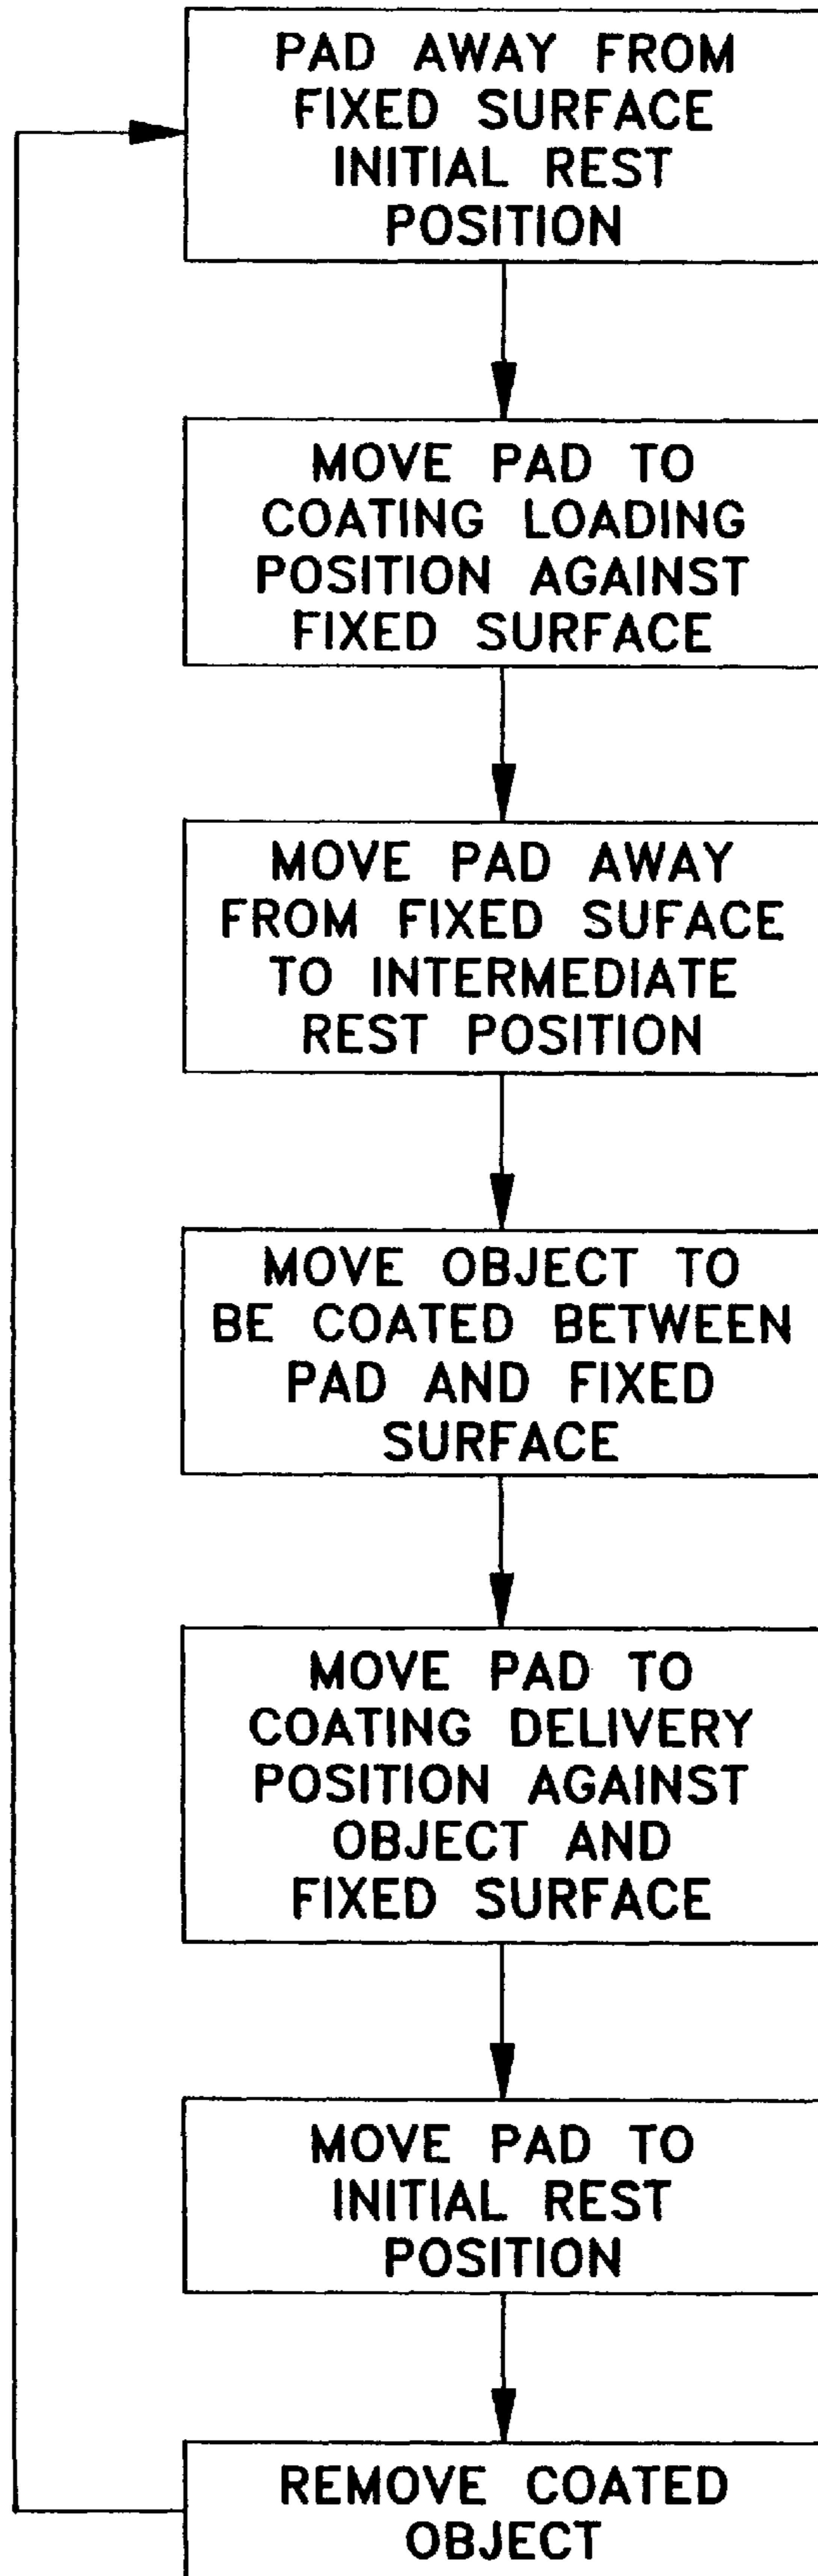 PAD AWAY FROM
FIXED SURFACE
INITIAL REST
POSITION
MOVE PAD TO
COATING LOADING
POSITION AGAINST
FIXED SURFACE
MOVE PAD AWAY
FROM FIXED SUFACE
TO INTERMEDIATE
REST POSITION
MOVE OBJECT TO
BE COATED BETWEEN
PAD AND FIXED
SURFACE
MOVE PAD TO
COATING DELIVERY
POSITION AGAINST
OBJECT AND
FIXED SURFACE
MOVE PAD TO
INITIAL REST
POSITION
REMOVE COATED
OBJECT